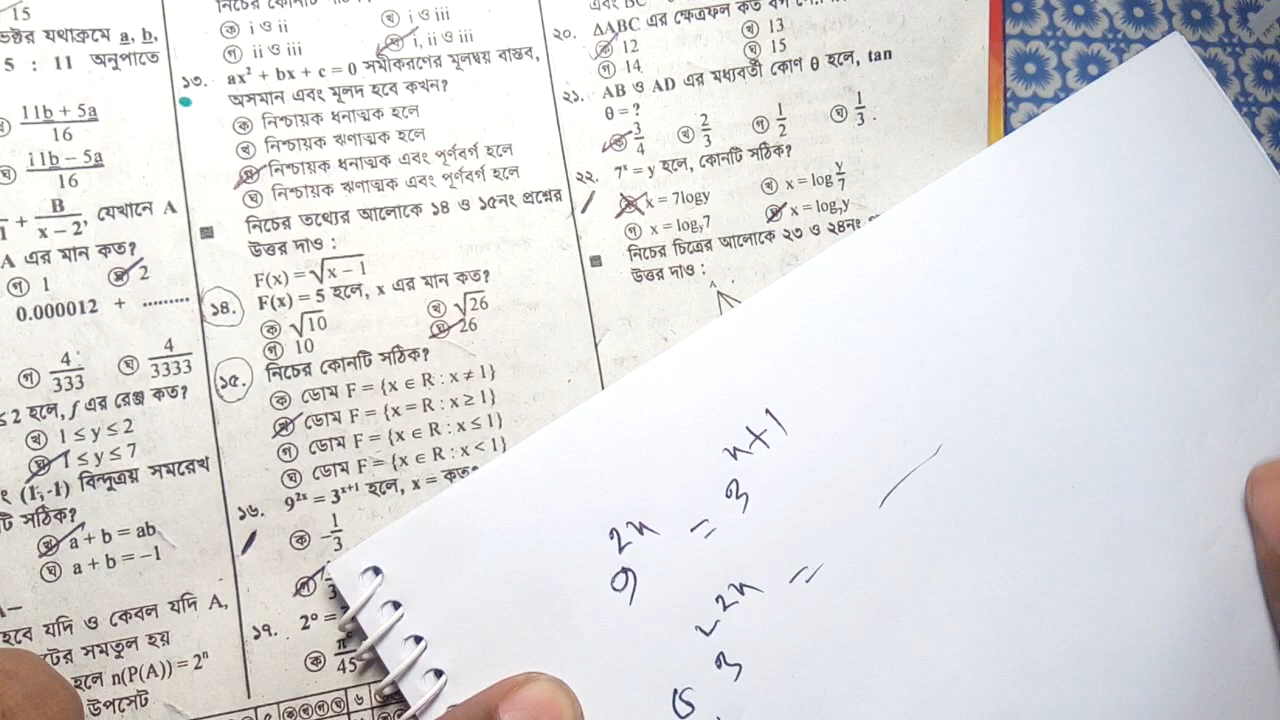 15
ক i ও ii
খ i ও iii
গ ii ও iii
ঘ i, ii ও iii
যথাক্রমে a, b,
5 : 11 অনুপাতে
11b + 5a / 16
ঘ 11b – 5a / 16
+ B / x – 2, যেখানে A
A এর মান কত?
গ 1
ঘ 2
0.000012 + .........
গ 4/333
ঘ 4/3333
≤ 2 হলে, f এর রেঞ্জ কত?
খ 1 ≤ y ≤ 2
ঘ 1 ≤ y ≤ 7
(1, -1) বিন্দুত্রয় সমরেখ
টি সঠিক?
খ a + b = ab
ঘ a + b = –1
হবে যদি ও কেবল যদি A,
টের সমতুল হয়
হলে n(P(A)) = 2ⁿ
উপসেট
১৩. ax² + bx + c = 0 সমীকরণের মূলদ্বয় বাস্তব,
অসমান এবং মূলদ হবে কখন?
ক নিশ্চায়ক ধনাত্মক হলে
খ নিশ্চায়ক ঋণাত্মক হলে
গ নিশ্চায়ক ধনাত্মক এবং পূর্ণবর্গ হলে
ঘ নিশ্চায়ক ঋণাত্মক এবং পূর্ণবর্গ হলে
নিচের তথ্যের আলোকে ১৪ ও ১৫নং প্রশ্নের
উত্তর দাও :
F(x) = √(x – 1)
১৪. F(x) = 5 হলে, x এর মান কত?
ক √10
খ √26
গ 10
ঘ 26
১৫. নিচের কোনটি সঠিক?
ক ডোম F = {x ∈ R : x ≠ 1}
খ ডোম F = {x = R : x ≥ 1}
গ ডোম F = {x ∈ R : x ≤ 1}
ঘ ডোম F = {x ∈ R : x < 1}
১৬. 9²ˣ = 3ˣ⁺¹ হলে, x = কত
ক –1/3
গ
১৭. 2° =
ক π/45
২০. ΔABC এর ক্ষেত্রফল কত
ক 12
খ 13
গ 14
ঘ 15
২১. AB ও AD এর মধ্যবর্তী কোণ θ হলে, tan
θ = ?
ক 3/4
খ 2/3
গ 1/2
ঘ 1/3.
২২. 7ˣ = y হলে, কোনটি সঠিক?
ক x = 7logy
খ x = log y/7
গ x = logᵧ7
ঘ x = log₇y
নিচের চিত্রের আলোকে ২৩ ও ২৪নং
উত্তর দাও :
9²ˣ = 3ˣ⁺¹
3 2x =